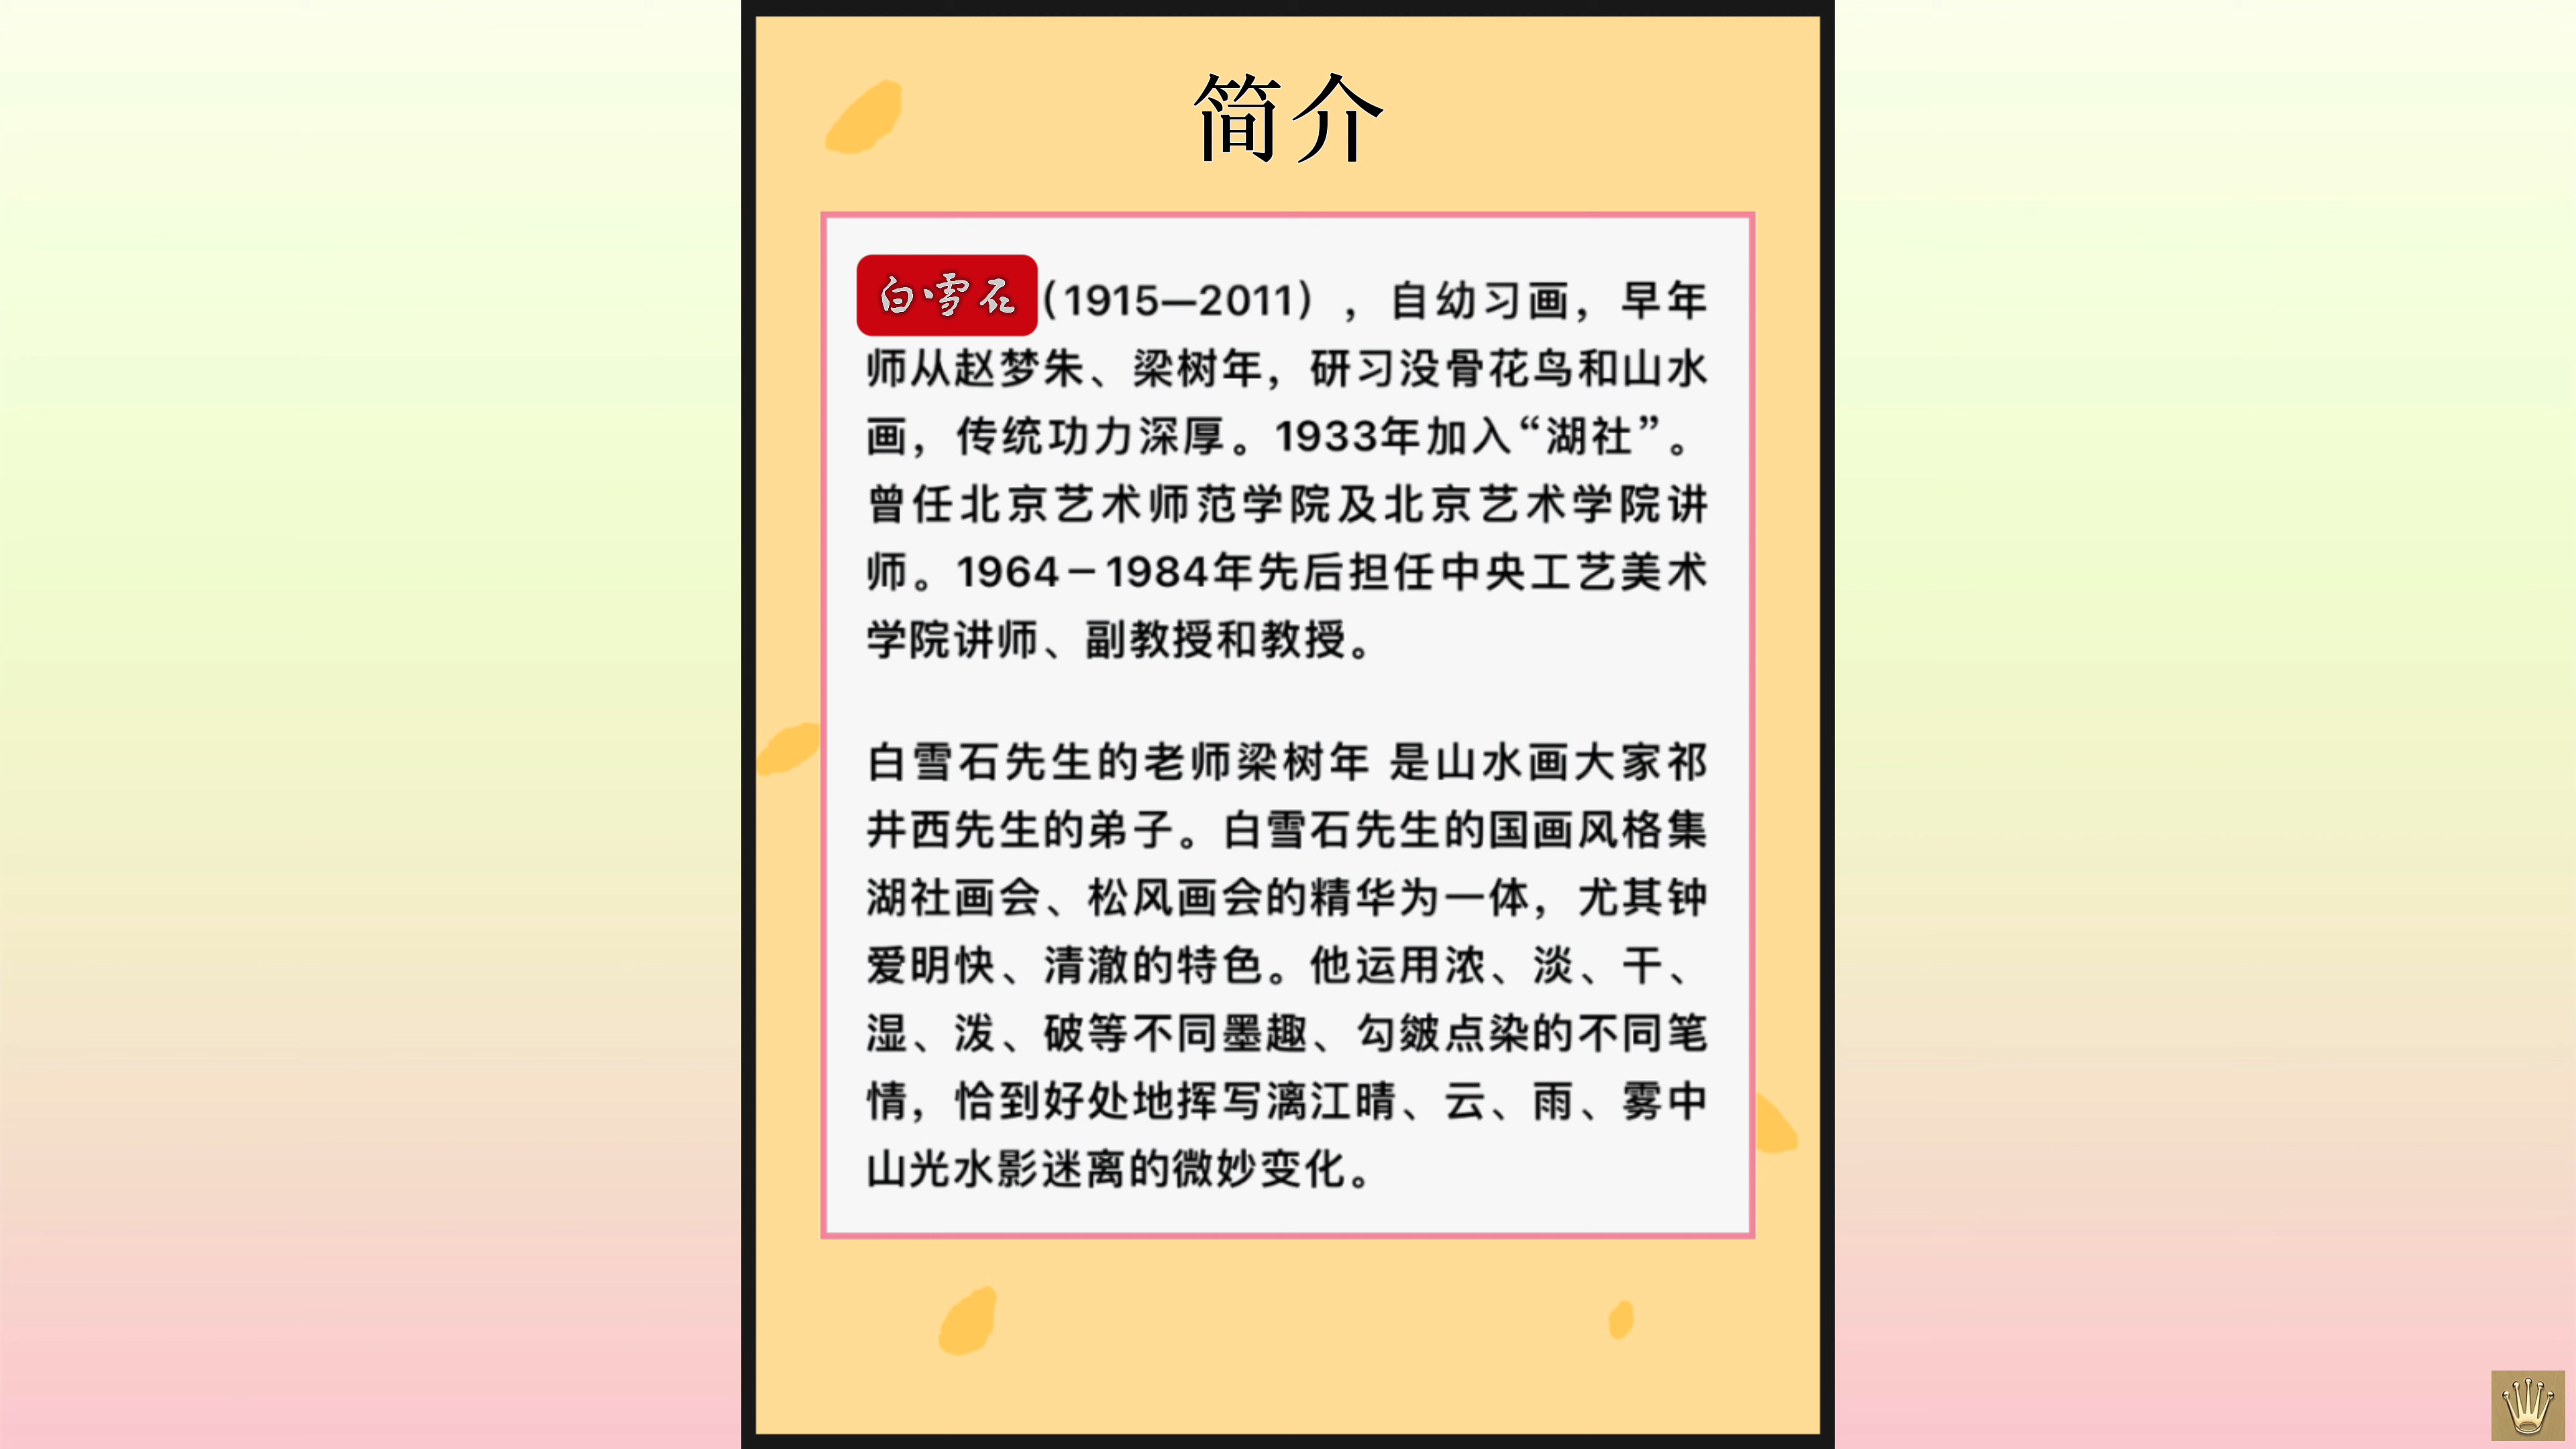 简介
白雪石（1915—2011），自幼习画，早年
师从赵梦朱、梁树年，研习没骨花鸟和山水
画，传统功力深厚。1933年加入“湖社”。
曾任北京艺术师范学院及北京艺术学院讲
师。1964－1984年先后担任中央工艺美术
学院讲师、副教授和教授。
白雪石先生的老师梁树年 是山水画大家祁
井西先生的弟子。白雪石先生的国画风格集
湖社画会、松风画会的精华为一体，尤其钟
爱明快、清澈的特色。他运用浓、淡、干、
湿、泼、破等不同墨趣、勾皴点染的不同笔
情，恰到好处地挥写漓江晴、云、雨、雾中
山光水影迷离的微妙变化。